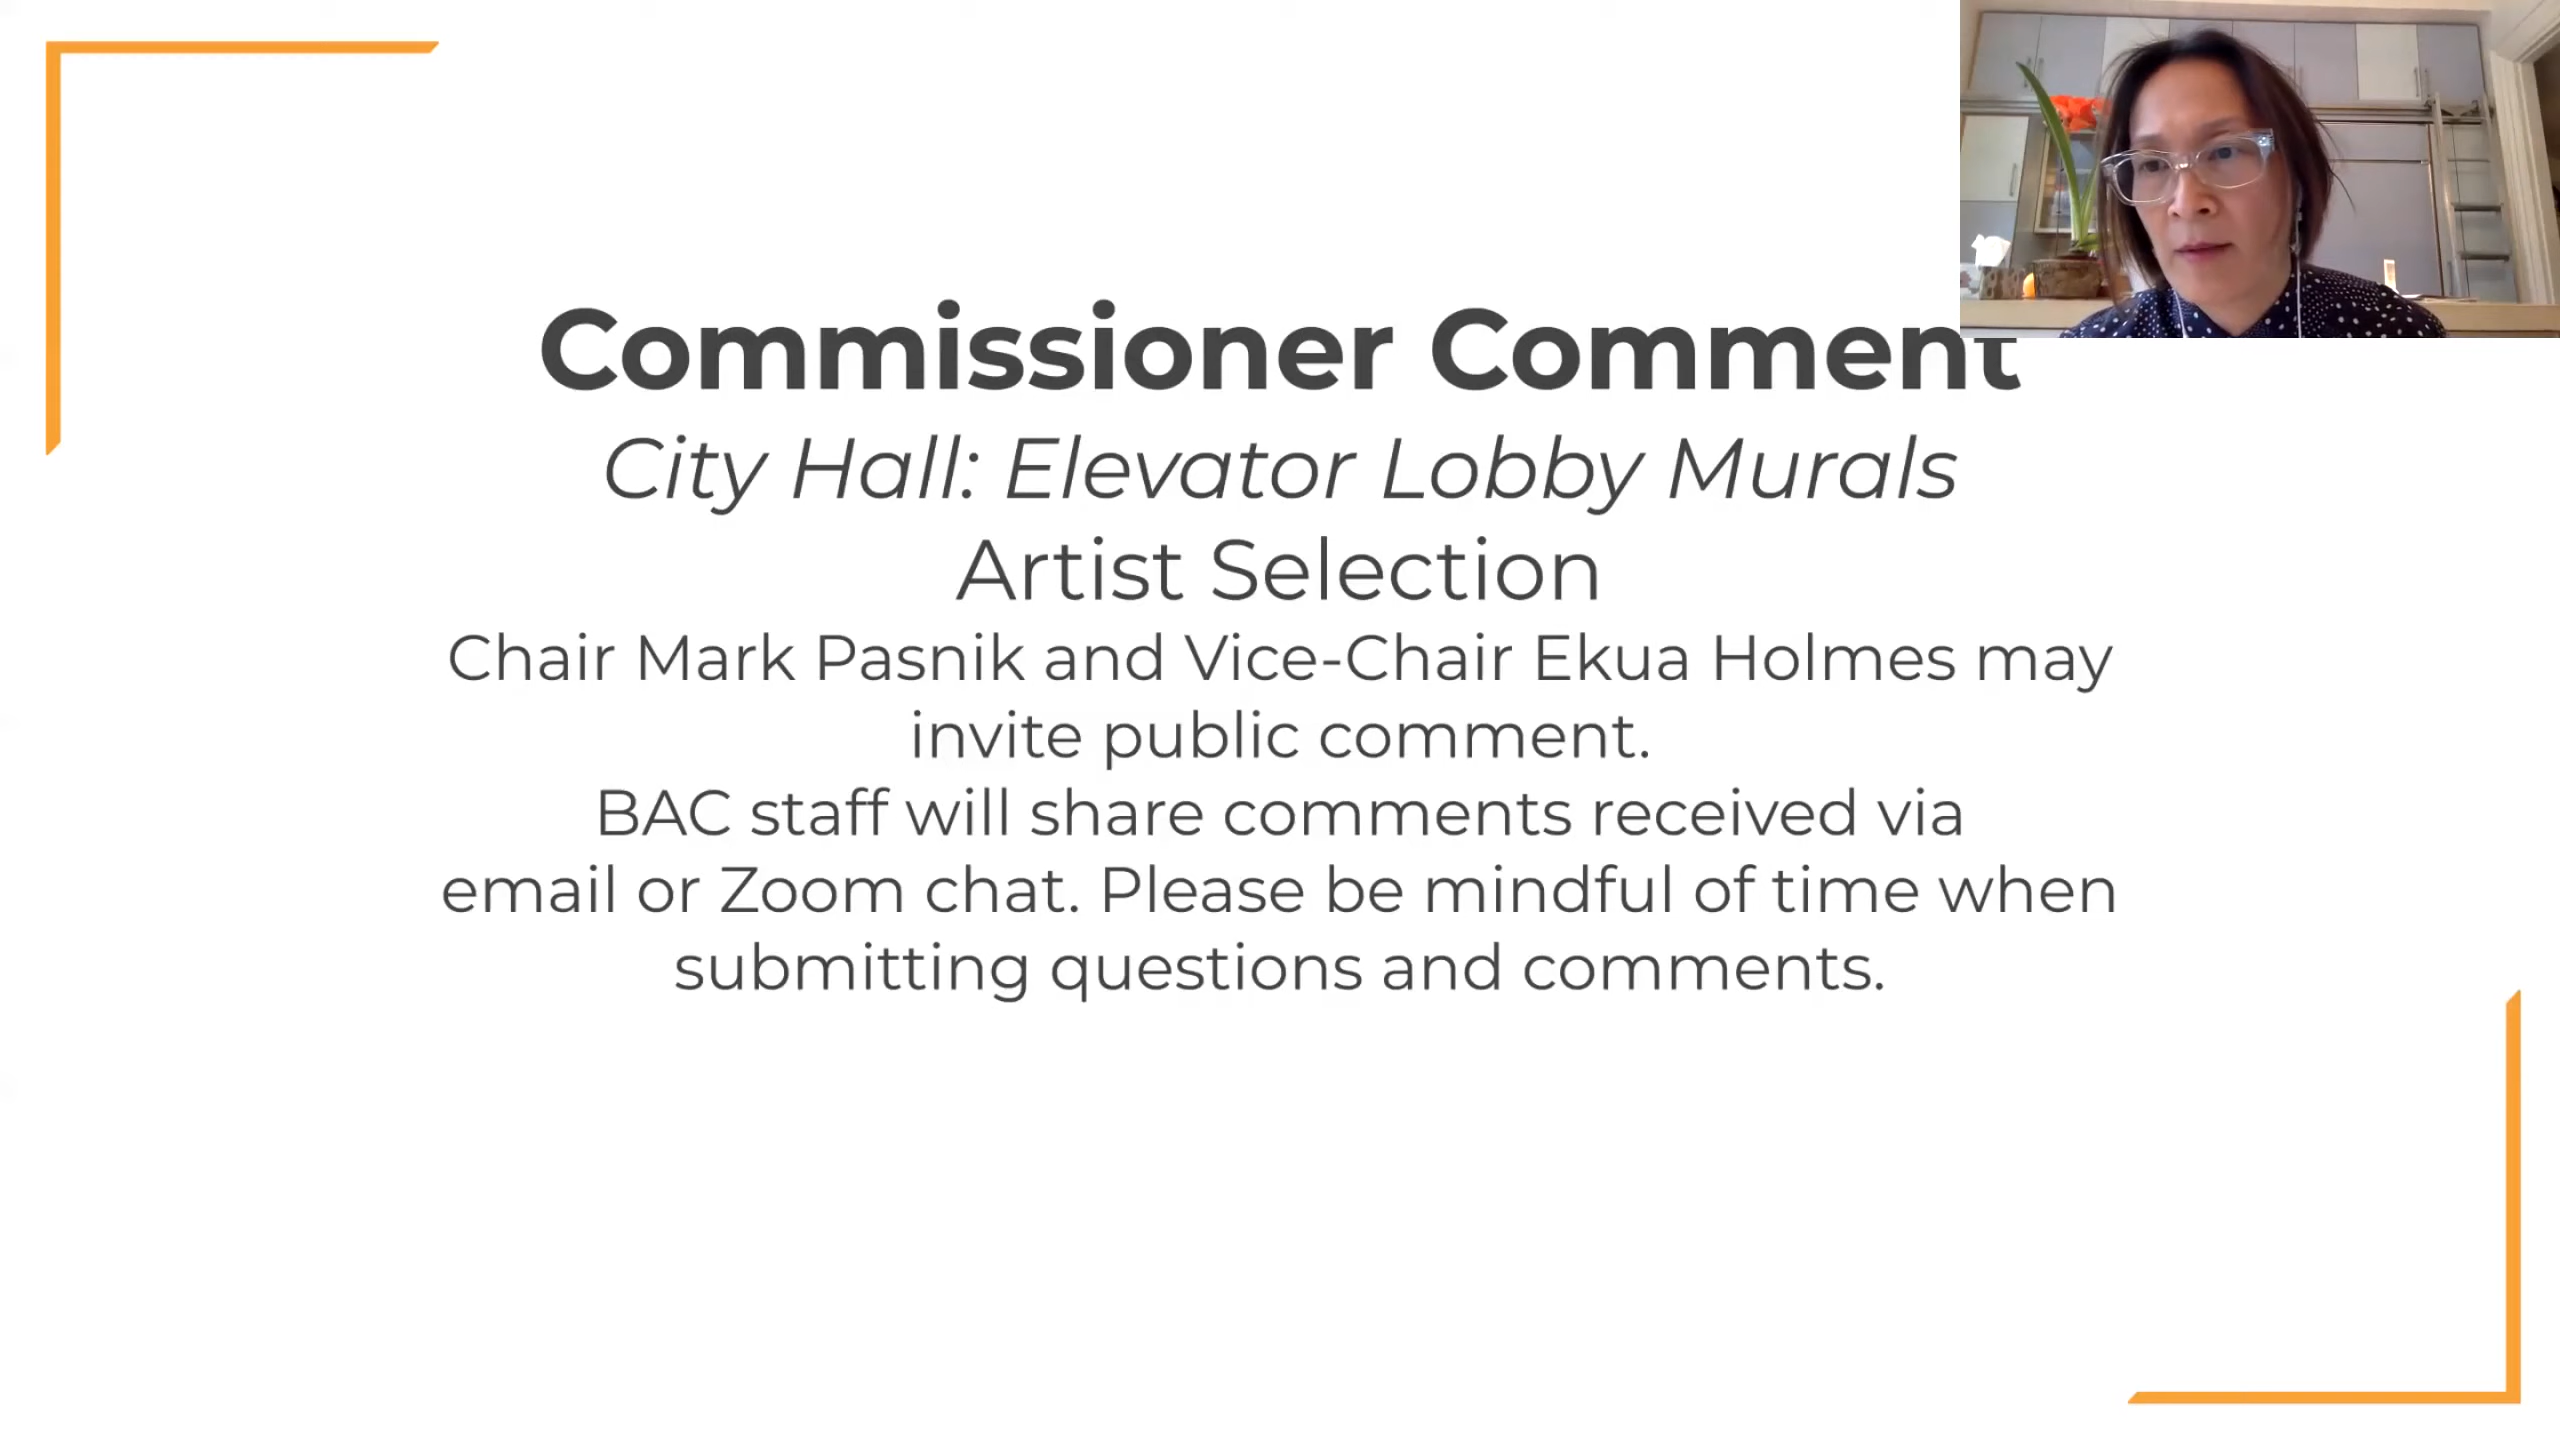 Commissioner Comment
City Hall: Elevator Lobby Murals
Artist Selection
Chair Mark Pasnik and Vice-Chair Ekua Holmes may
invite public comment.
BAC staff will share comments received via
email or Zoom chat. Please be mindful of time when
submitting questions and comments.